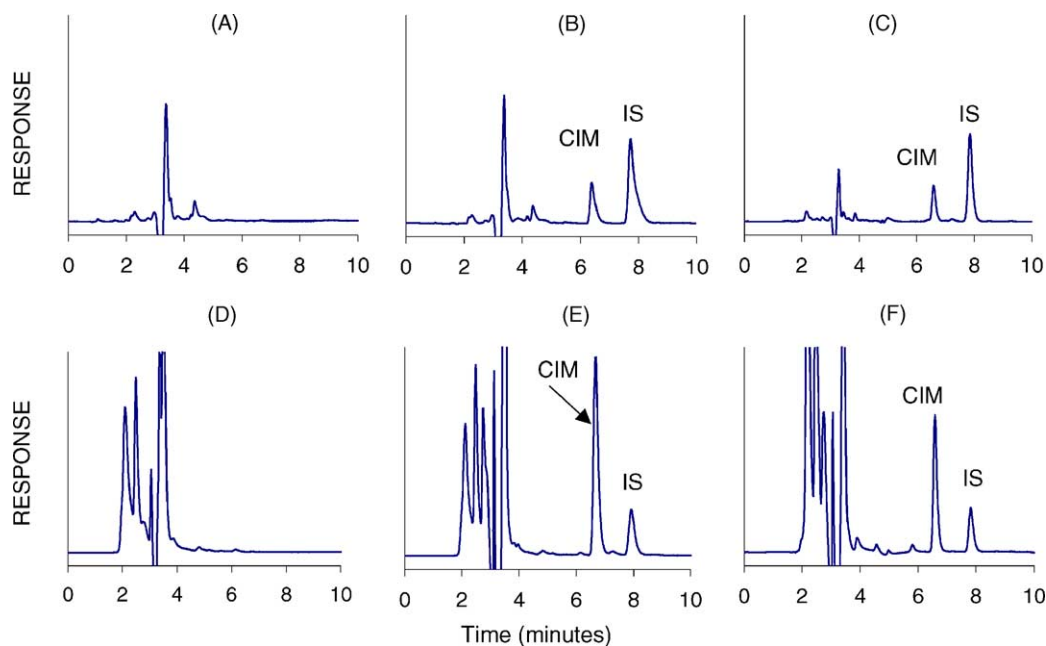 (A)
(B)
(C)
RESPONSE
CIM
IS
CIM
IS
0 2 4 6 8 10
0 2 4 6 8 10
0 2 4 6 8 10
(D)
(E)
(F)
RESPONSE
CIM
IS
CIM
IS
0 2 4 6 8 10
0 2 4 6 8 10
0 2 4 6 8 10
Time (minutes)